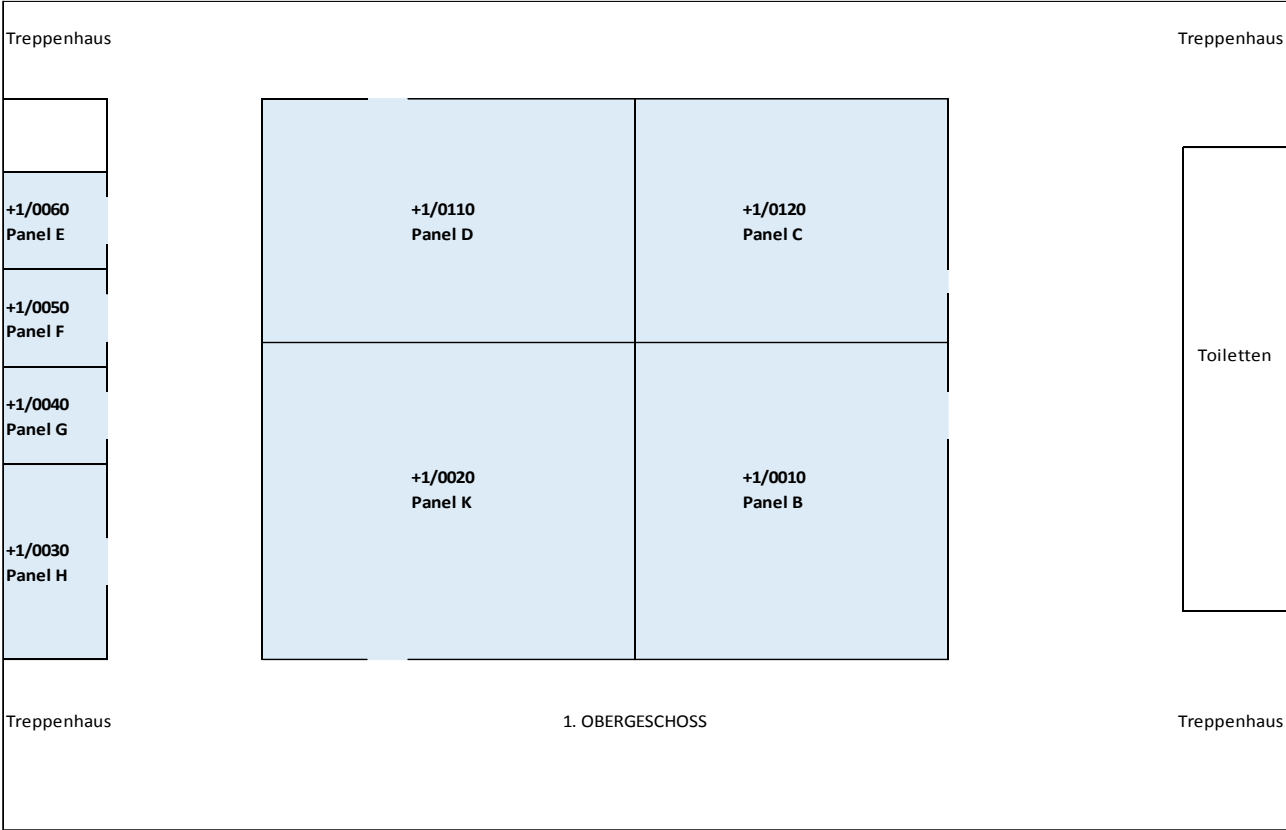 Treppenhaus
Treppenhaus
+1/0060
Panel E
+1/0110
Panel D
+1/0120
Panel C
+1/0050
Panel F
Toiletten
+1/0040
Panel G
+1/0020
Panel K
+1/0010
Panel B
+1/0030
Panel H
Treppenhaus
1. OBERGESCHOSS
Treppenhaus